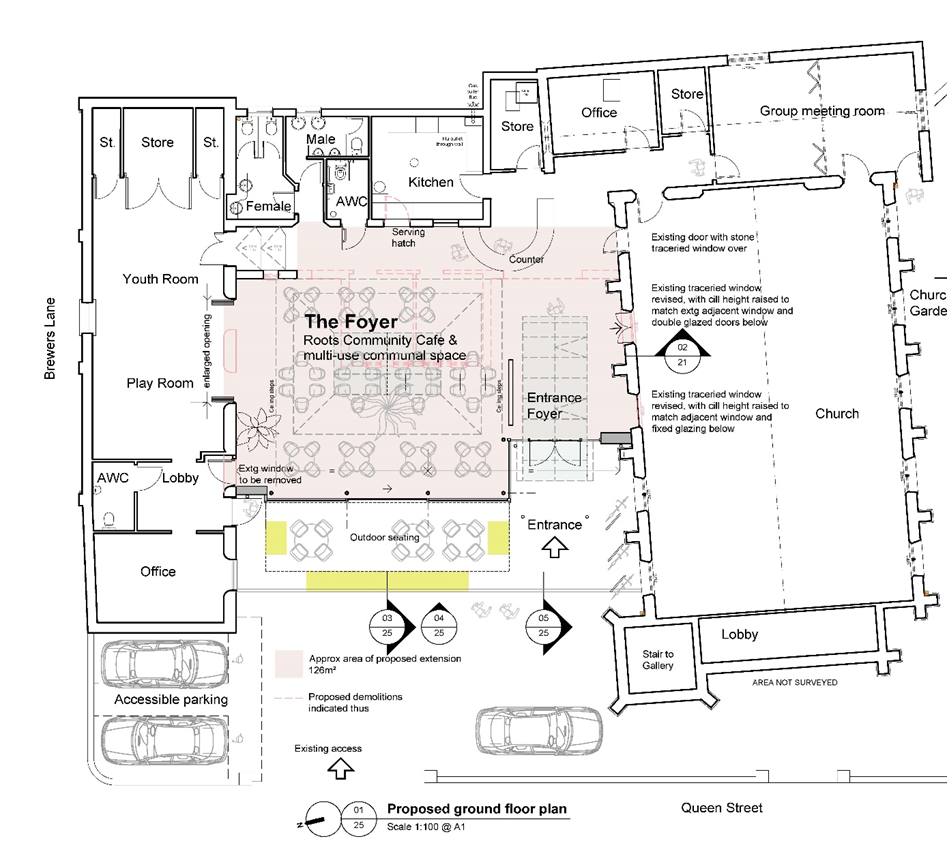 Store
Office
Store
Group meeting room
St.
Store
St.
Male
Kitchen
Female
AWC
Serving
hatch
Counter
Existing door with stone
traceried window over
Youth Room
Existing traceried window
revised, with cill height raised to
match extg adjacent window and
double glazed doors below
Churc
Garde
Brewers Lane
enlarged opening
The Foyer
Roots Community Cafe &
multi-use communal space
02
21
Play Room
Entrance
Foyer
Existing traceried window
revised, with cill height raised to
match adjacent window and
fixed glazing below
Church
AWC
Lobby
Extg window
to be removed
Outdoor seating
Entrance
Office
03
25
04
25
05
25
Lobby
Stair to
Gallery
AREA NOT SURVEYED
Approx area of proposed extension
126m²
Proposed demolitions
indicated thus
Accessible parking
Existing access
N
01
25
Proposed ground floor plan
Scale 1:100 @ A1
Queen Street